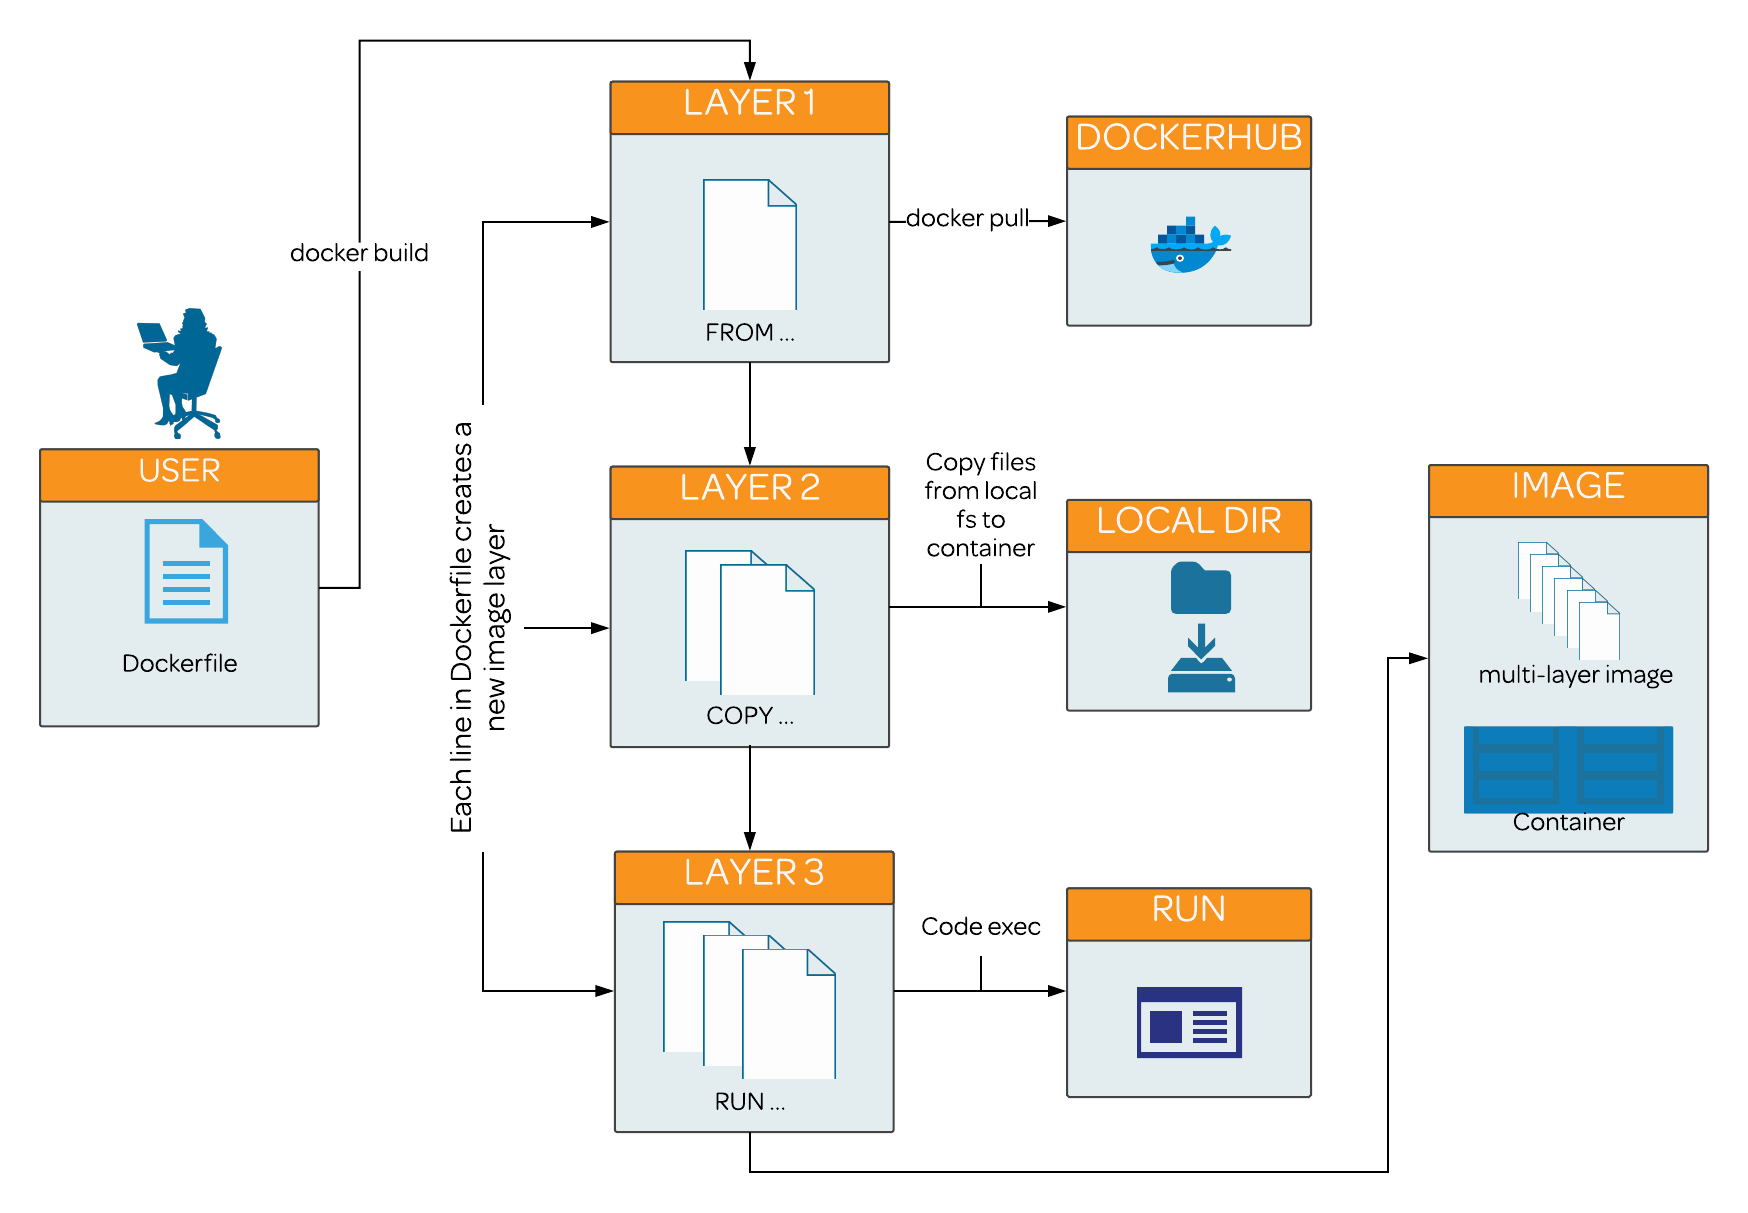 LAYER 1
DOCKERHUB
docker pull
docker build
FROM ...
USER
Dockerfile
Each line in Dockerfile creates a
new image layer
LAYER 2
COPY ...
Copy files
from local
fs to
container
LOCAL DIR
IMAGE
multi-layer image
Container
LAYER 3
RUN ...
Code exec
RUN